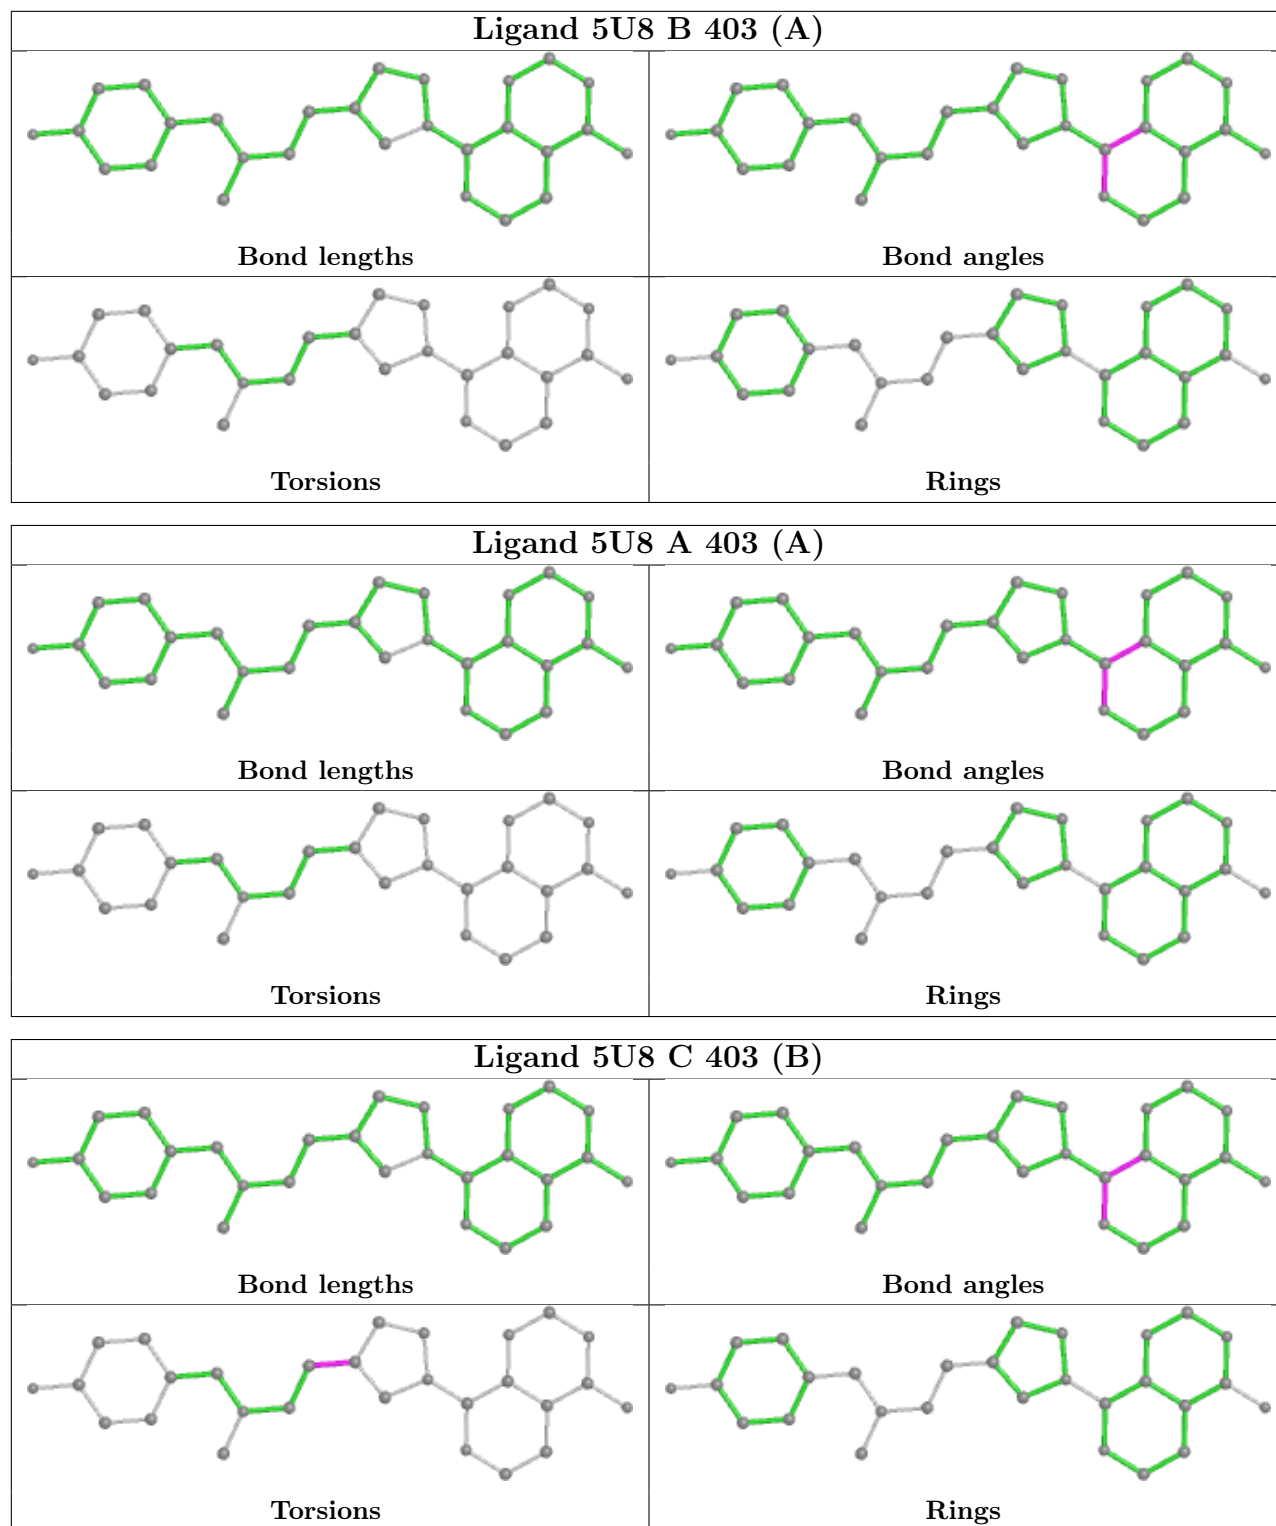 Ligand 5U8 B 403 (A)
Bond lengths
Bond angles
Torsions
Rings
Ligand 5U8 A 403 (A)
Bond lengths
Bond angles
Torsions
Rings
Ligand 5U8 C 403 (B)
Bond lengths
Bond angles
Torsions
Rings